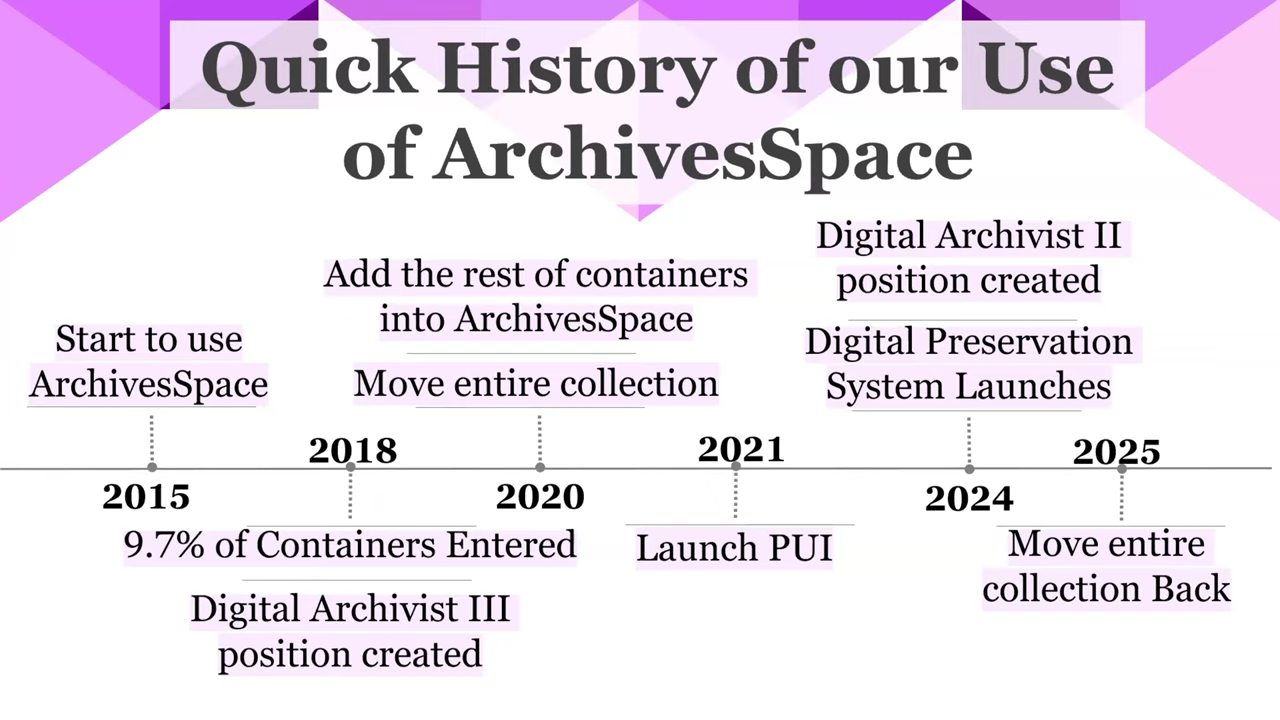 Quick History of our Use
of ArchivesSpace
Start to use
ArchivesSpace
2015
2018
9.7% of Containers Entered
Digital Archivist III
position created
Add the rest of containers
into ArchivesSpace
Move entire collection
2020
2021
Launch PUI
Digital Archivist II
position created
Digital Preservation
System Launches
2024
2025
Move entire
collection Back